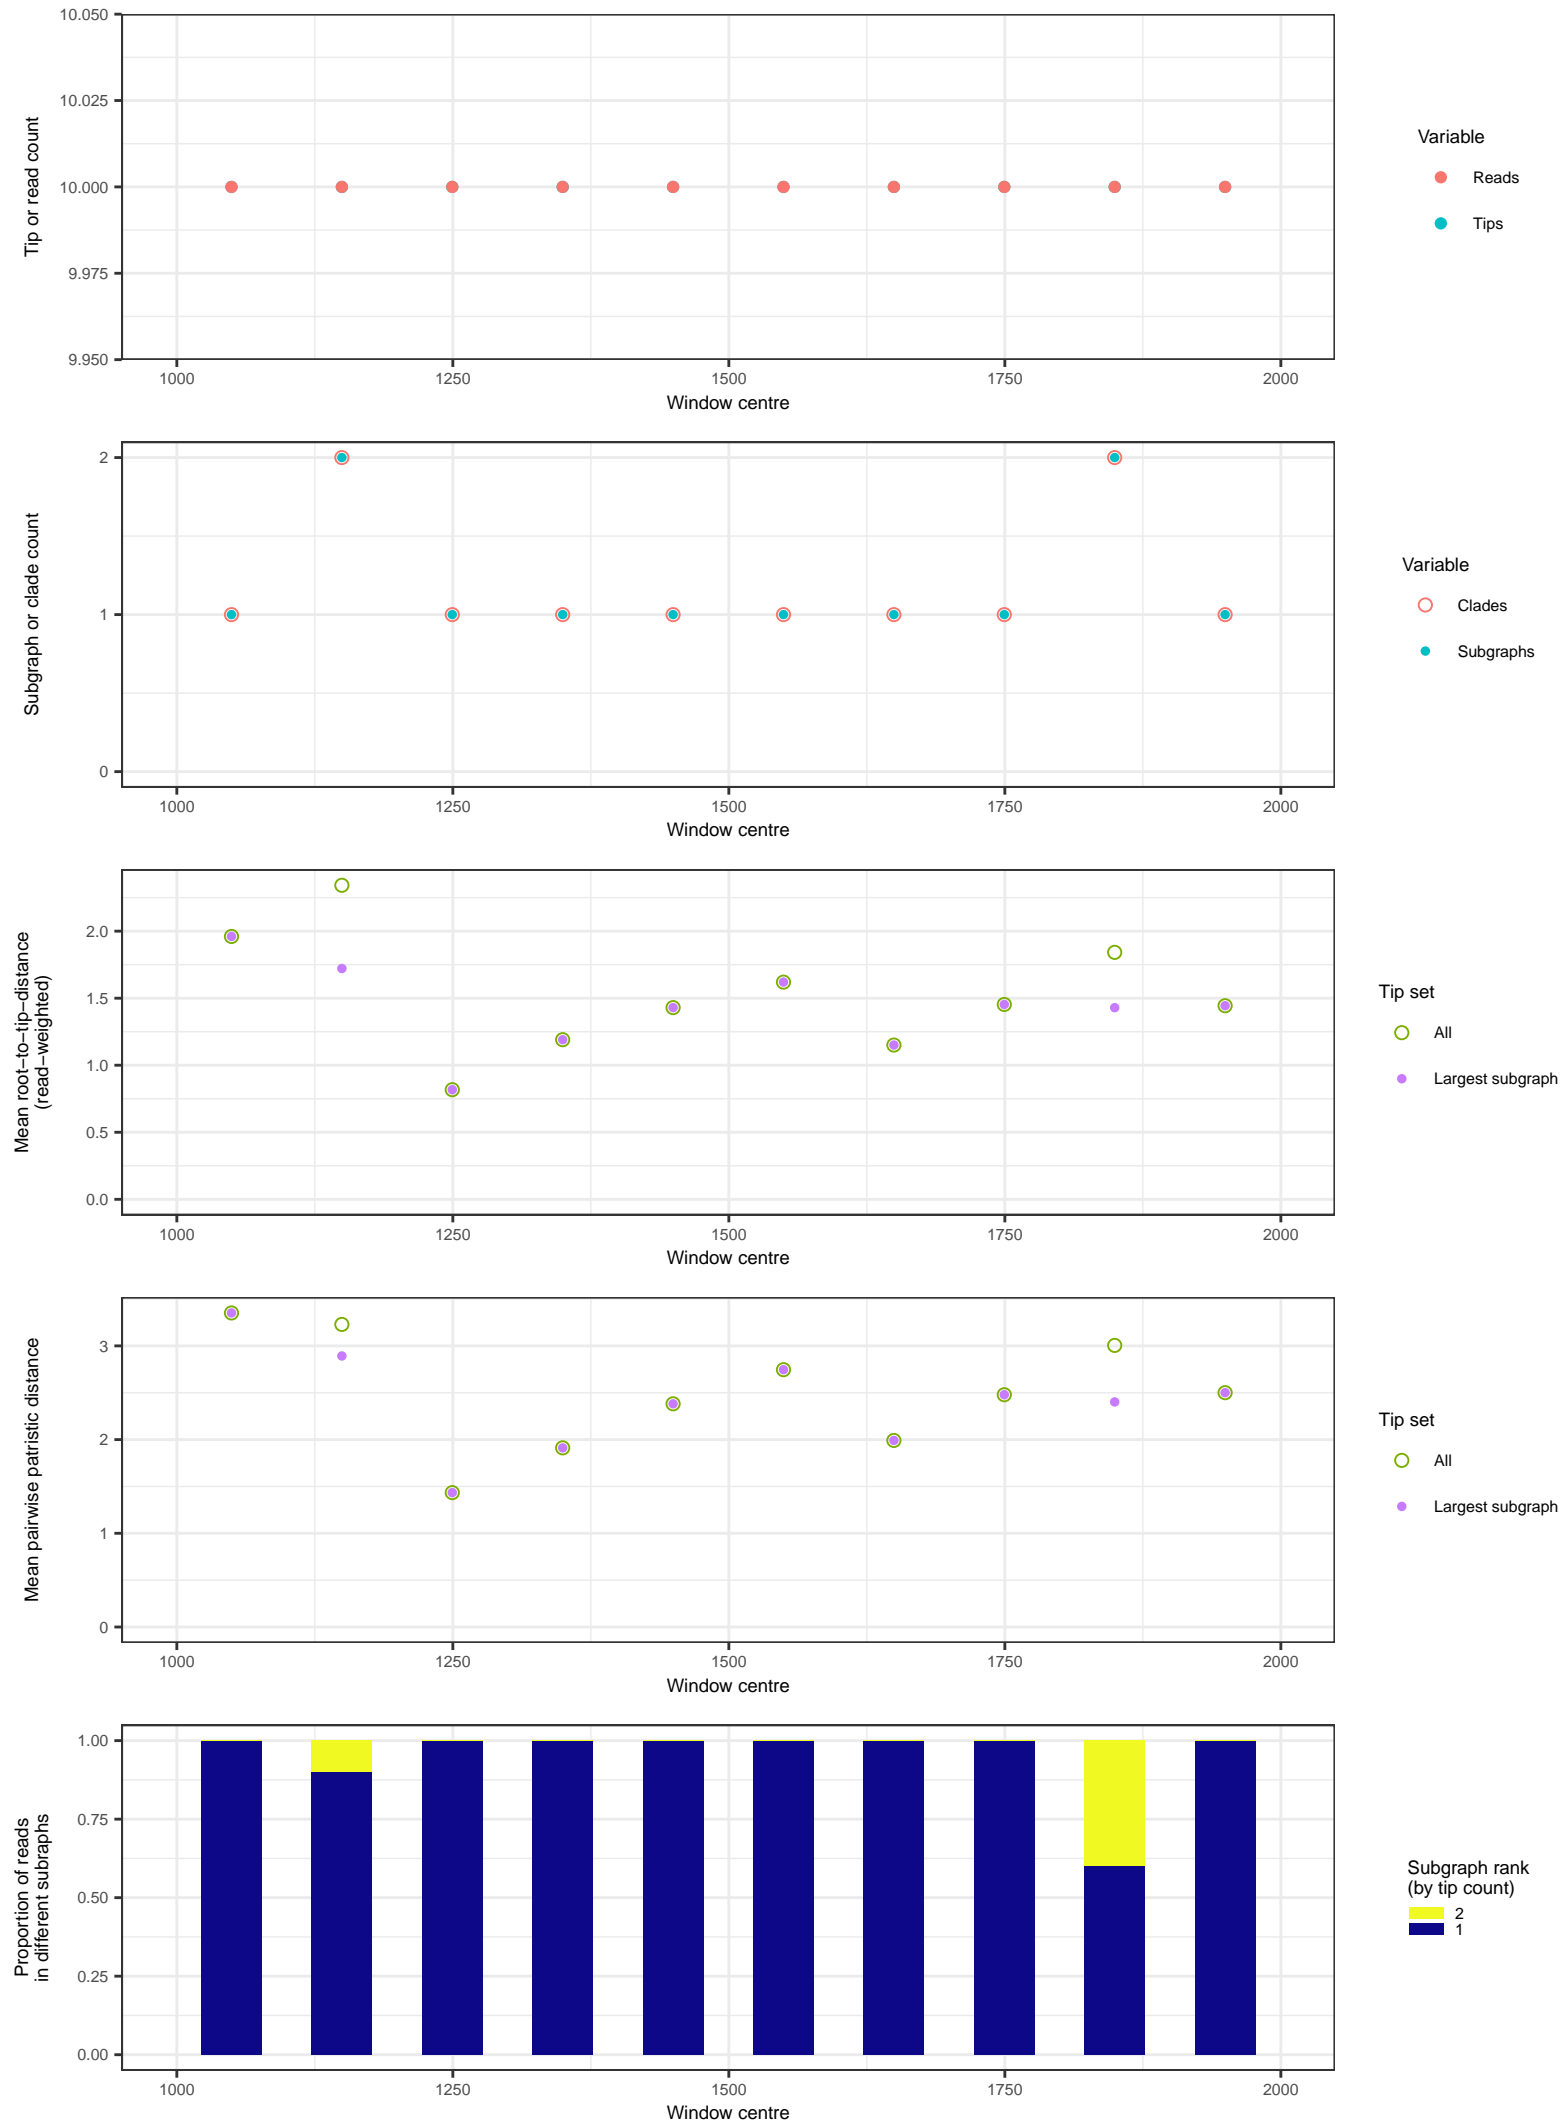 10.050
10.025
10.000
9.975
9.950
Tip or read count
1000 1250 1500 1750 2000
Window centre
Variable
Reads
Tips
2
1
0
Subgraph or clade count
1000 1250 1500 1750 2000
Window centre
Variable
Clades
Subgraphs
2.0
1.5
1.0
0.5
0.0
Mean root−to−tip−distance
(read−weighted)
1000 1250 1500 1750 2000
Window centre
Tip set
All
Largest subgraph
3
2
1
0
Mean pairwise patristic distance
1000 1250 1500 1750 2000
Window centre
Tip set
All
Largest subgraph
1.00
0.75
0.50
0.25
0.00
Proportion of reads
in different subraphs
1000 1250 1500 1750 2000
Window centre
Subgraph rank
(by tip count)
2
1